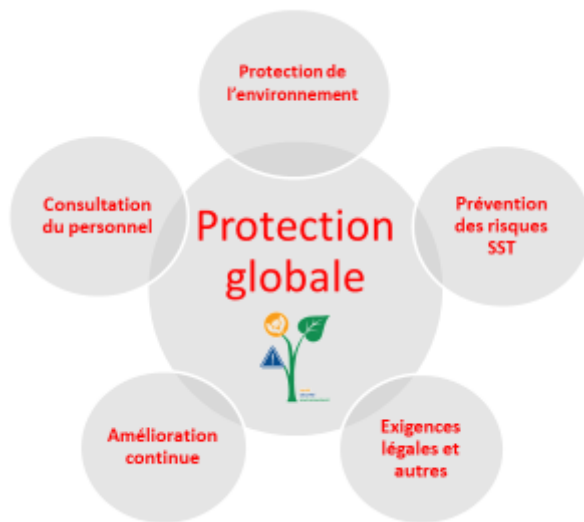 Protection de
l'environnement
Consultation
du personnel
Prévention
des risques
SST
Protection
globale
Amélioration
continue
Exigences
légales et
autres